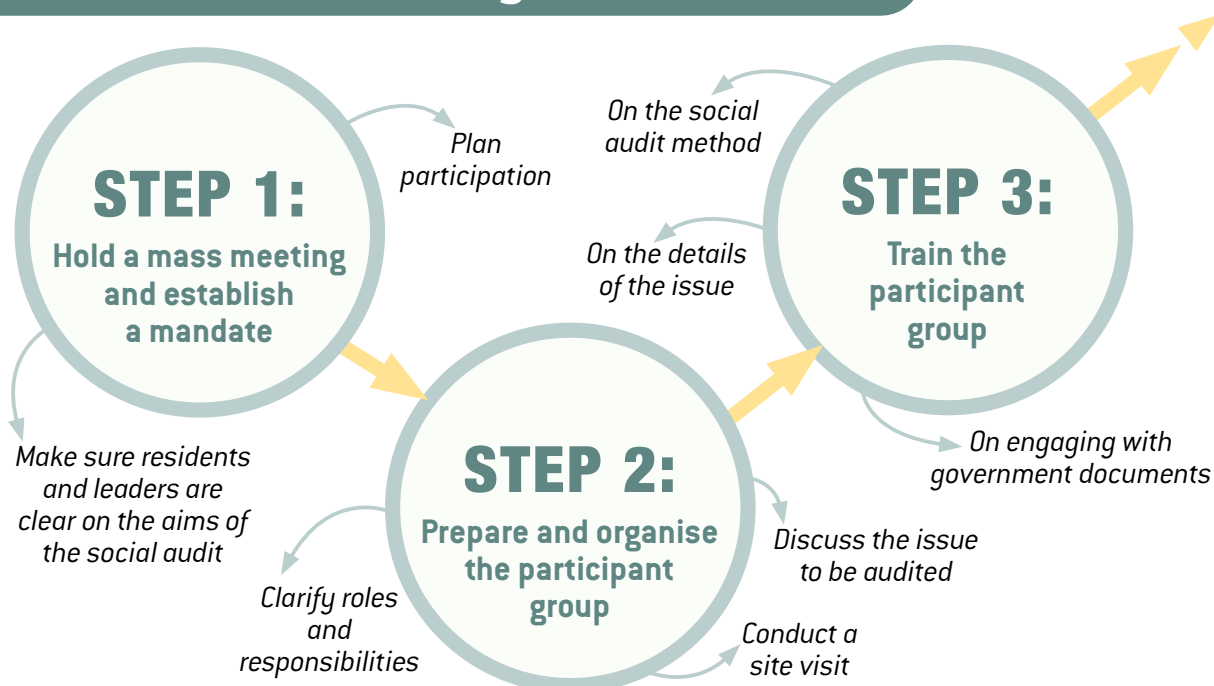 STEP 1:
Hold a mass meeting
and establish
a mandate
Plan
participation
Make sure residents
and leaders are
clear on the aims of
the social audit
STEP 2:
Prepare and organise
the participant
group
Clarify roles
and
responsibilities
Discuss the issue
to be audited
Conduct a
site visit
STEP 3:
Train the
participant
group
On the social
audit method
On the details
of the issue
On engaging with
government documents